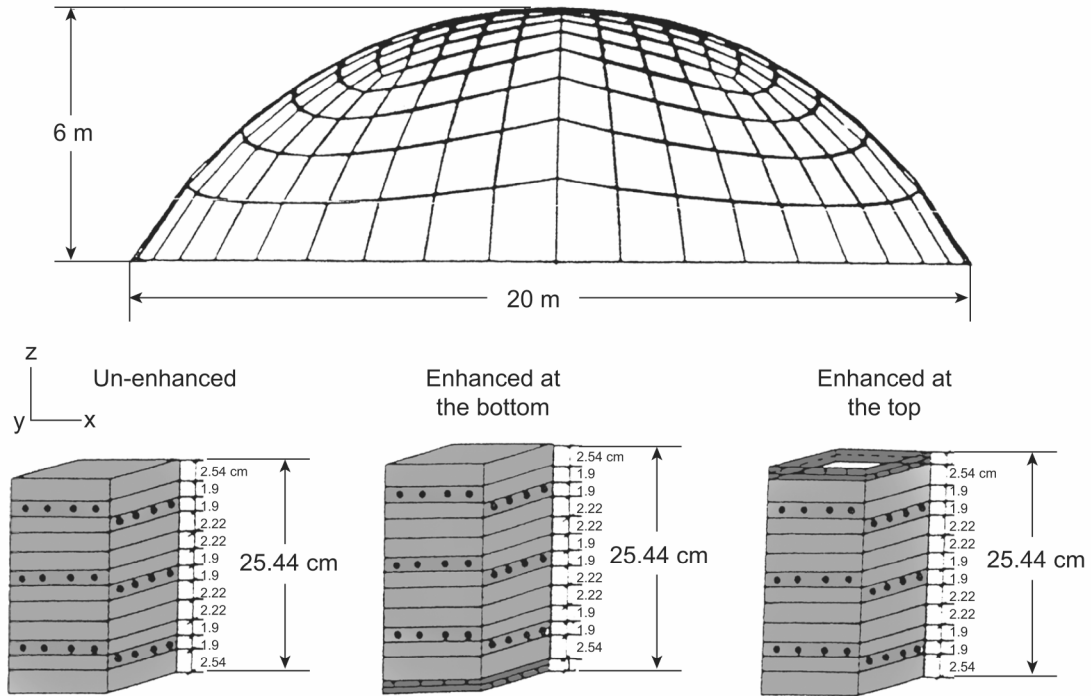 6 m
20 m
z
y
x
Un-enhanced
2.54 cm
1.9
1.9
2.22
2.22
1.9
1.9
2.22
2.22
1.9
1.9
2.54
25.44 cm
Enhanced at
the bottom
2.54 cm
1.9
1.9
2.22
2.22
1.9
1.9
2.22
2.22
1.9
1.9
2.54
25.44 cm
Enhanced at
the top
2.54 cm
1.9
1.9
2.22
2.22
1.9
1.9
2.22
2.22
1.9
1.9
2.54
25.44 cm